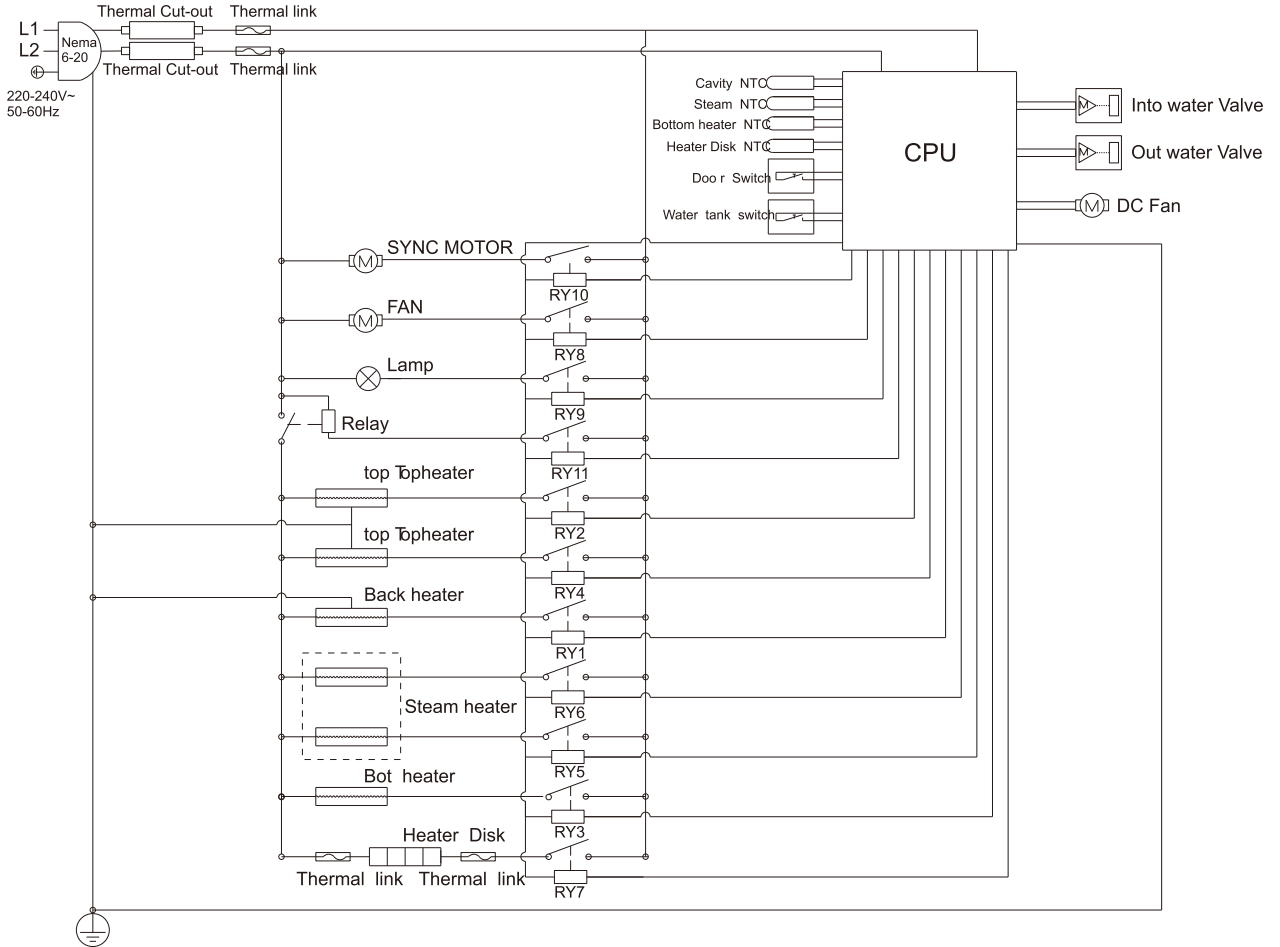 Thermal Cut-out
Thermal link
L1
L2
Nema
6-20
Thermal Cut-out
Thermal link
220-240V~
50-60Hz
Cavity NTC
Steam NTC
Bottom heater NTC
Heater Disk NTC
Doo r Switch
Water tank switch
CPU
M
Into water Valve
M
Out water Valve
M
DC Fan
SYNC MOTOR
M
RY10
FAN
M
RY8
Lamp
RY9
Relay
RY11
top Topheater
RY2
top Topheater
RY4
Back heater
RY1
RY6
Steam heater
RY5
Bot heater
RY3
Heater Disk
Thermal link
Thermal link
RY7